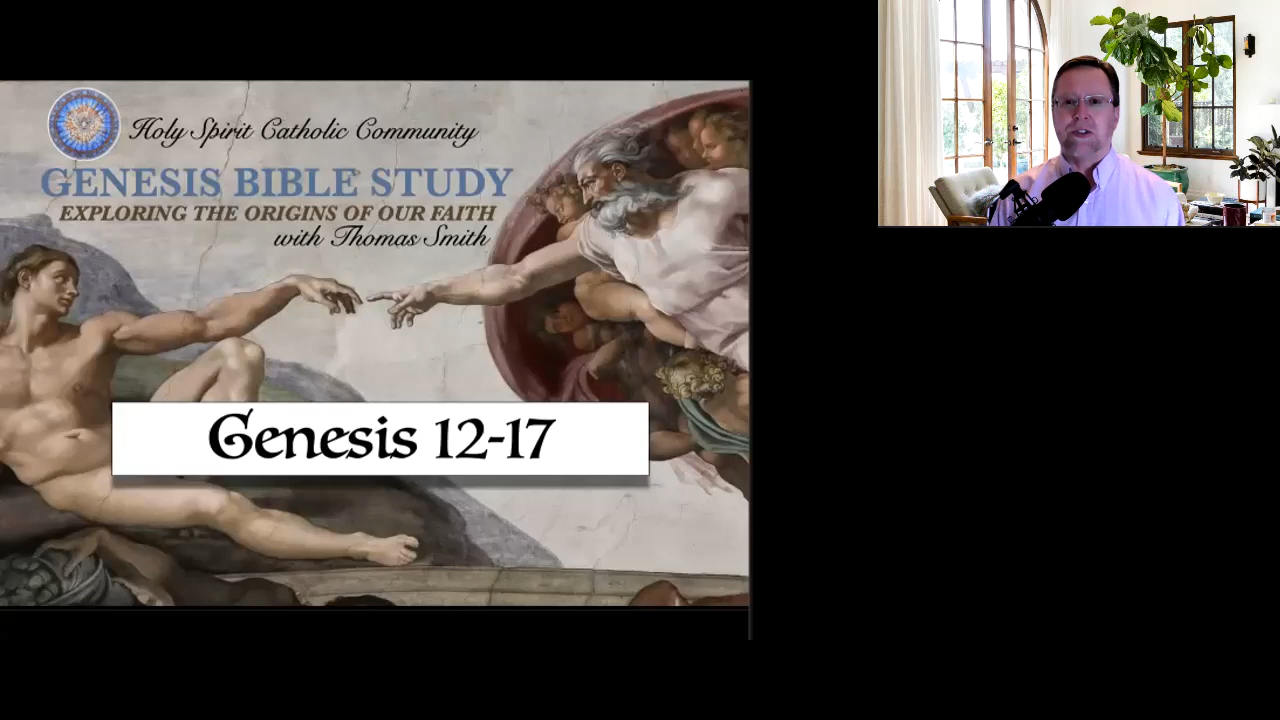 Holy Spirit Catholic Community
GENESIS BIBLE STUDY
EXPLORING THE ORIGINS OF OUR FAITH
with Thomas Smith
Genesis 12-17